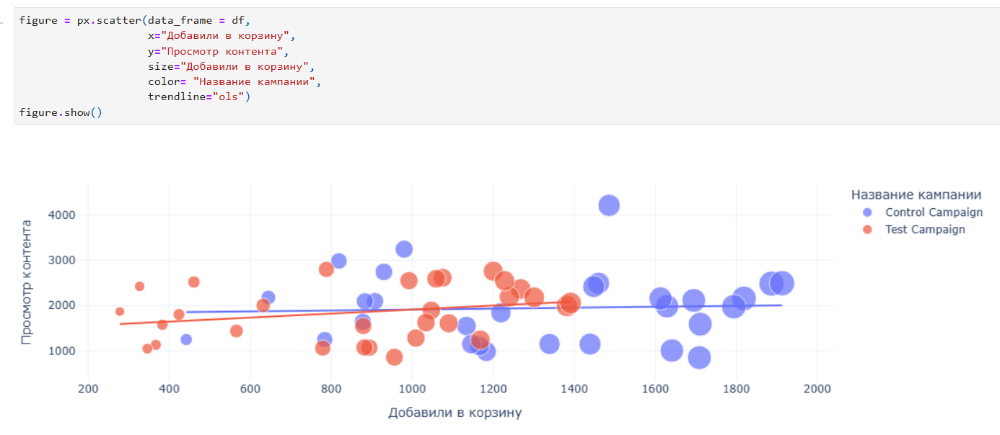 figure = px.scatter(data_frame = df,
x="Добавили в корзину",
y="Просмотр контента",
size="Добавили в корзину",
color= "Название кампании",
trendline="ols")
figure.show()
Название кампании
Control Campaign
Test Campaign
Просмотр контента
4000
3000
2000
1000
200 400 600 800 1000 1200 1400 1600 1800 2000
Добавили в корзину